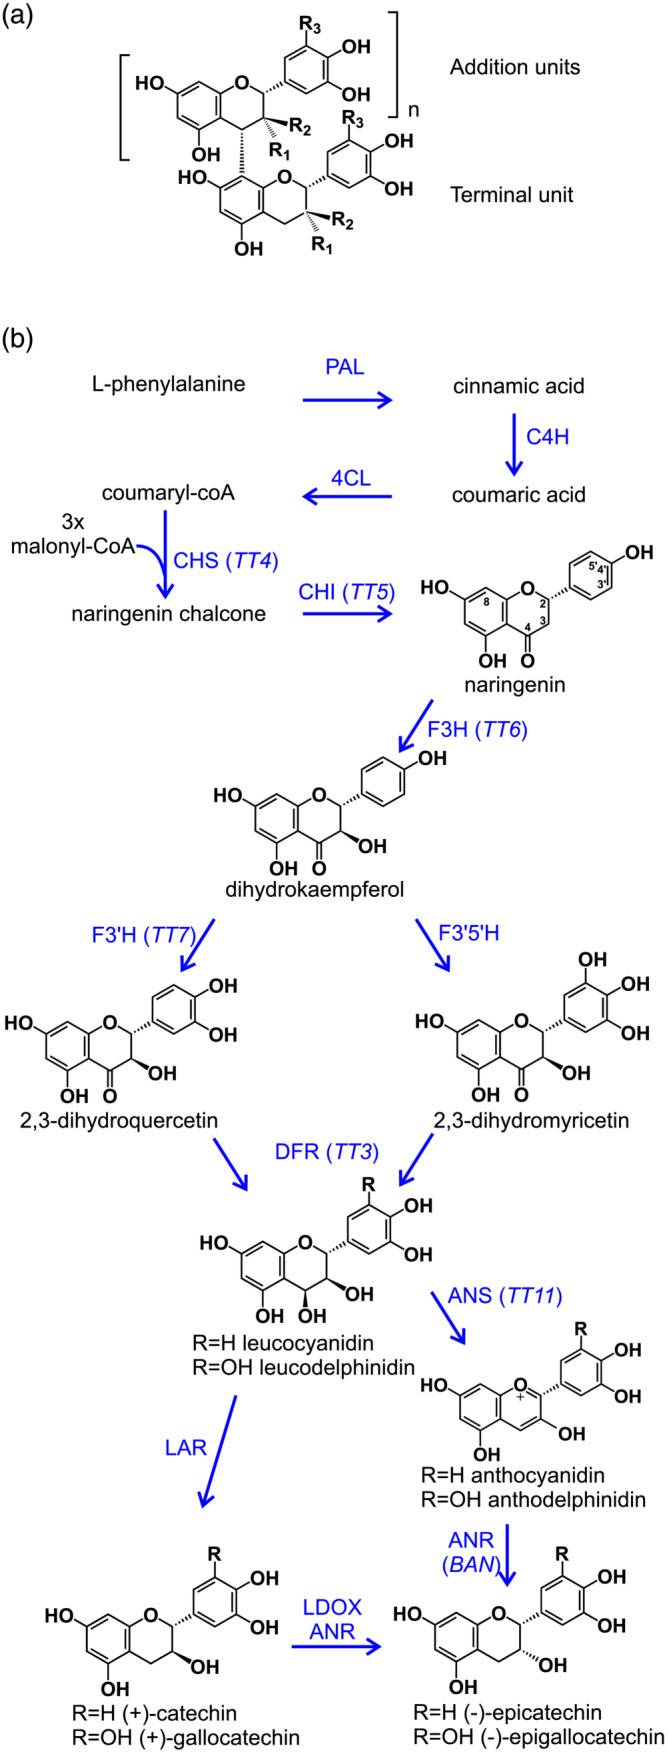 (a)
R3
OH
HO
O
OH
Addition units
R2
R1
n
OH
R3
OH
HO
O
OH
Terminal unit
R2
R1
OH
(b)
PAL
L-phenylalanine
cinnamic acid
C4H
4CL
coumaryl-coA
coumaric acid
3x
malonyl-CoA
CHS (TT4)
CHI (TT5)
naringenin chalcone
OH
5' 4'
3'
HO
8
O
2
3
4
OH O
naringenin
F3H (TT6)
OH
HO
O
OH
OH O
dihydrokaempferol
F3'H (TT7)
F3'5'H
OH
HO
O
OH
OH
OH O
2,3-dihydroquercetin
OH
OH
HO
O
OH
OH
OH O
2,3-dihydromyricetin
DFR (TT3)
R
OH
HO
O
OH
OH
OH OH
ANS (TT11)
R=H leucocyanidin
R=OH leucodelphinidin
R
OH
HO
O
+
OH
OH
OH
LAR
R=H anthocyanidin
R=OH anthodelphinidin
ANR
(BAN)
R
OH
HO
O
OH
OH
OH
LDOX
ANR
R
OH
HO
O
OH
OH
OH
R=H (+)-catechin
R=OH (+)-gallocatechin
R=H (-)-epicatechin
R=OH (-)-epigallocatechin